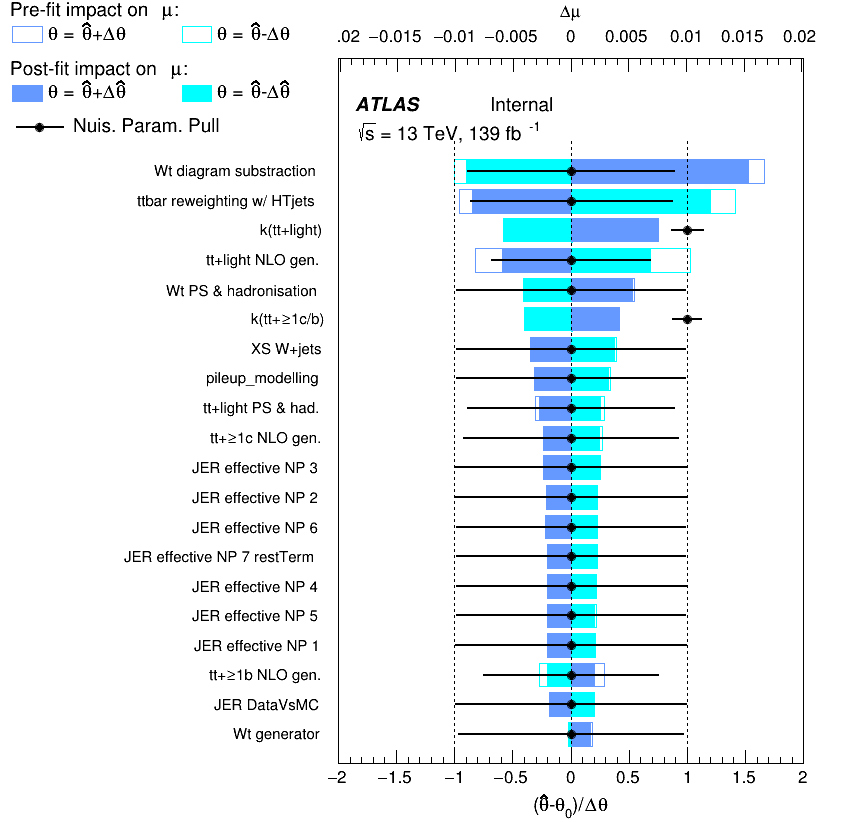 Pre-fit impact on μ:
θ = θ̂+Δθ θ = θ̂-Δθ
Post-fit impact on μ:
θ = θ̂+Δθ̂ θ = θ̂-Δθ̂
Nuis. Param. Pull
Δμ
.02 −0.015 −0.01 −0.005 0 0.005 0.01 0.015 0.02
ATLAS Internal
√s = 13 TeV, 139 fb⁻¹
Wt diagram substraction
ttbar reweighting w/ HTjets
k(tt+light)
tt+light NLO gen.
Wt PS & hadronisation
k(tt+≥1c/b)
XS W+jets
pileup_modelling
tt+light PS & had.
tt+≥1c NLO gen.
JER effective NP 3
JER effective NP 2
JER effective NP 6
JER effective NP 7 restTerm
JER effective NP 4
JER effective NP 5
JER effective NP 1
tt+≥1b NLO gen.
JER DataVsMC
Wt generator
−2 −1.5 −1 −0.5 0 0.5 1 1.5 2
(θ̂-θ₀)/Δθ